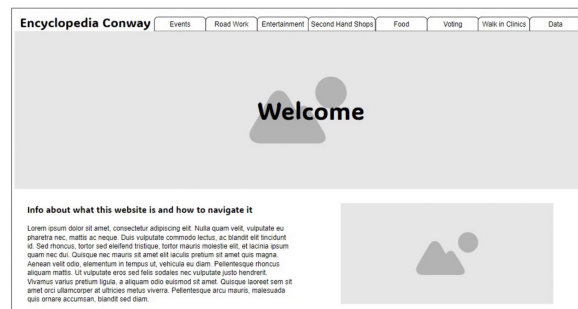 Encyclopedia Conway
Events
Road Work
Entertainment
Second Hand Shops
Food
Voting
Walk in Clinics
Data
Welcome
Info about what this website is and how to navigate it
Lorem ipsum dolor sit amet, consectetur adipiscing elit. Nulla quam velit, vulputate eu
pharetra nec, mattis ac neque. Duis vulputate commodo lectus, ac blandit elit tincidunt
id. Sed rhoncus, tortor sed eleifend tristique, tortor mauris molestie elit, et lacinia ipsum
quam nec dui. Quisque nec mauris sit amet elit iaculis pretium sit amet quis magna.
Aenean velit odio, elementum in tempus ut, vehicula eu diam. Pellentesque rhoncus
aliquam mattis. Ut vulputate eros sed felis sodales nec vulputate justo hendrerit.
Vivamus varius pretium ligula, a aliquam odio euismod sit amet. Quisque laoreet sem sit
amet orci ullamcorper at ultricies metus viverra. Pellentesque arcu mauris, malesuada
quis ornare accumsan, blandit sed diam.